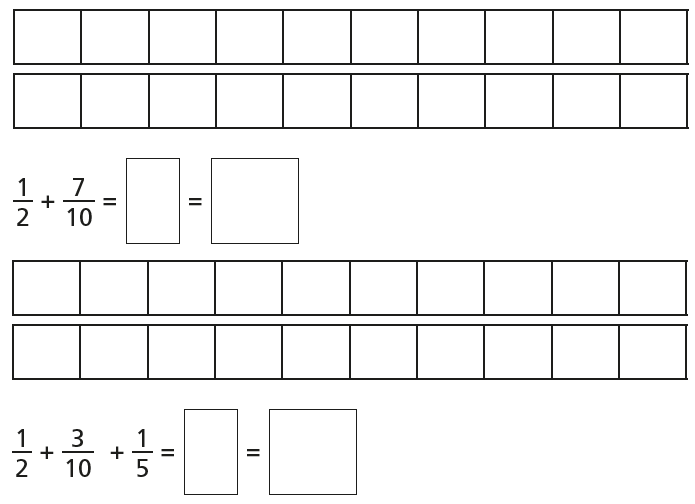 1/2 + 7/10 = =
1/2 + 3/10 + 1/5 = =